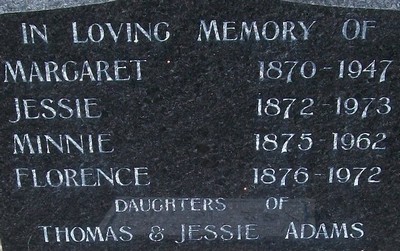 IN LOVING MEMORY OF
MARGARET 1870-1947
JESSIE 1872-1973
MINNIE 1875-1962
FLORENCE 1876-1972
DAUGHTERS OF
THOMAS & JESSIE ADAMS